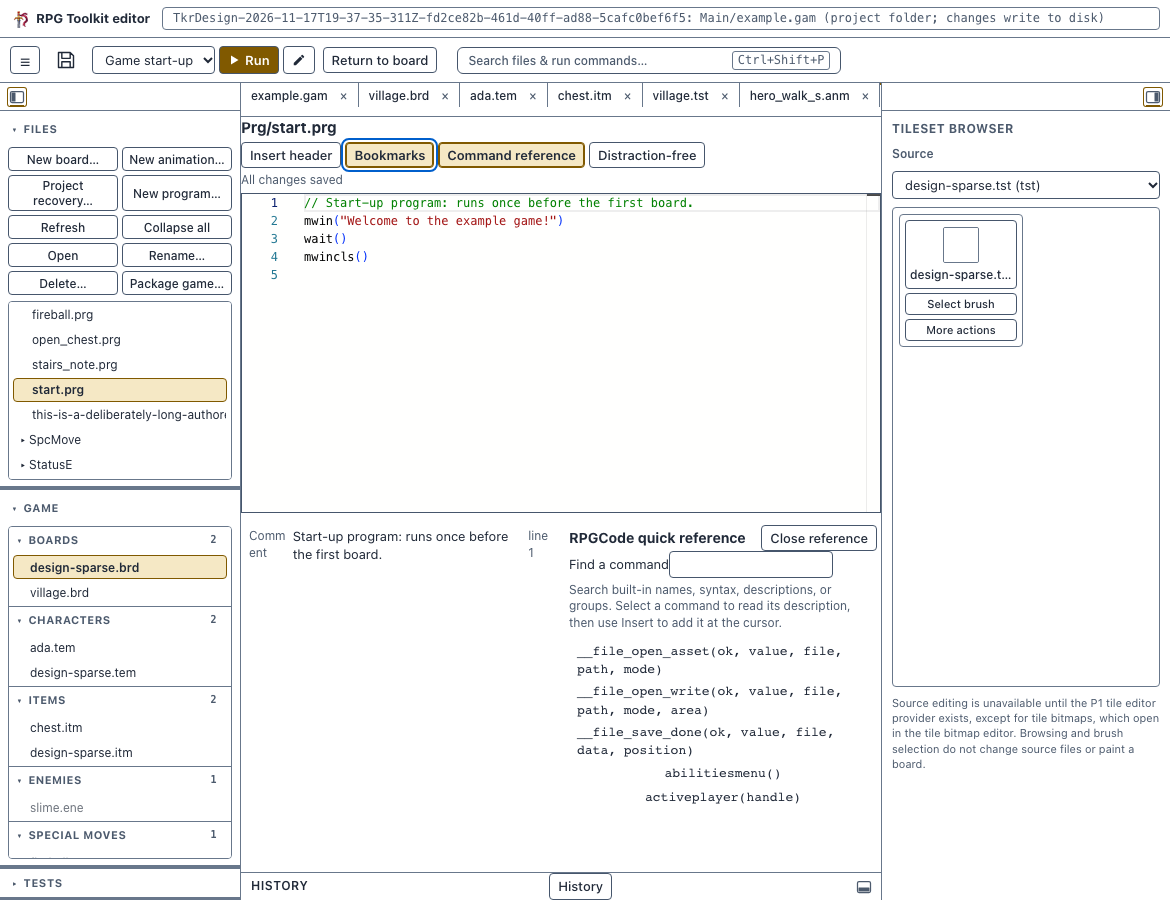 RPG Toolkit editor
TkrDesign-2026-11-17T19-37-35-311Z-fd2ce82b-461d-40ff-ad88-5cafc0bef6f5: Main/example.gam (project folder; changes write to disk)
Game start-up
Run
Return to board
Search files & run commands...
Ctrl+Shift+P
FILES
New board...
New animation...
Project recovery...
New program...
Refresh
Collapse all
Open
Rename...
Delete...
Package game...
fireball.prg
open_chest.prg
stairs_note.prg
start.prg
this-is-a-deliberately-long-authore
SpcMove
StatusE
GAME
BOARDS 2
design-sparse.brd
village.brd
CHARACTERS 2
ada.tem
design-sparse.tem
ITEMS 2
chest.itm
design-sparse.itm
ENEMIES 1
slime.ene
SPECIAL MOVES 1
TESTS
example.gam ×
village.brd ×
ada.tem ×
chest.itm ×
village.tst ×
hero_walk_s.anm ×
Prg/start.prg
Insert header
Bookmarks
Command reference
Distraction-free
All changes saved
1 // Start-up program: runs once before the first board.
2 mwin("Welcome to the example game!")
3 wait()
4 mwincls()
5
Comment
Start-up program: runs once before
the first board.
line 1
RPGCode quick reference
Close reference
Find a command
Search built-in names, syntax, descriptions, or
groups. Select a command to read its description,
then use Insert to add it at the cursor.
__file_open_asset(ok, value, file,
path, mode)
__file_open_write(ok, value, file,
path, mode, area)
__file_save_done(ok, value, file,
data, position)
abilitiesmenu()
activeplayer(handle)
HISTORY
History
TILESET BROWSER
Source
design-sparse.tst (tst)
design-sparse.t...
Select brush
More actions
Source editing is unavailable until the P1 tile editor
provider exists, except for tile bitmaps, which open
in the tile bitmap editor. Browsing and brush
selection do not change source files or paint a
board.